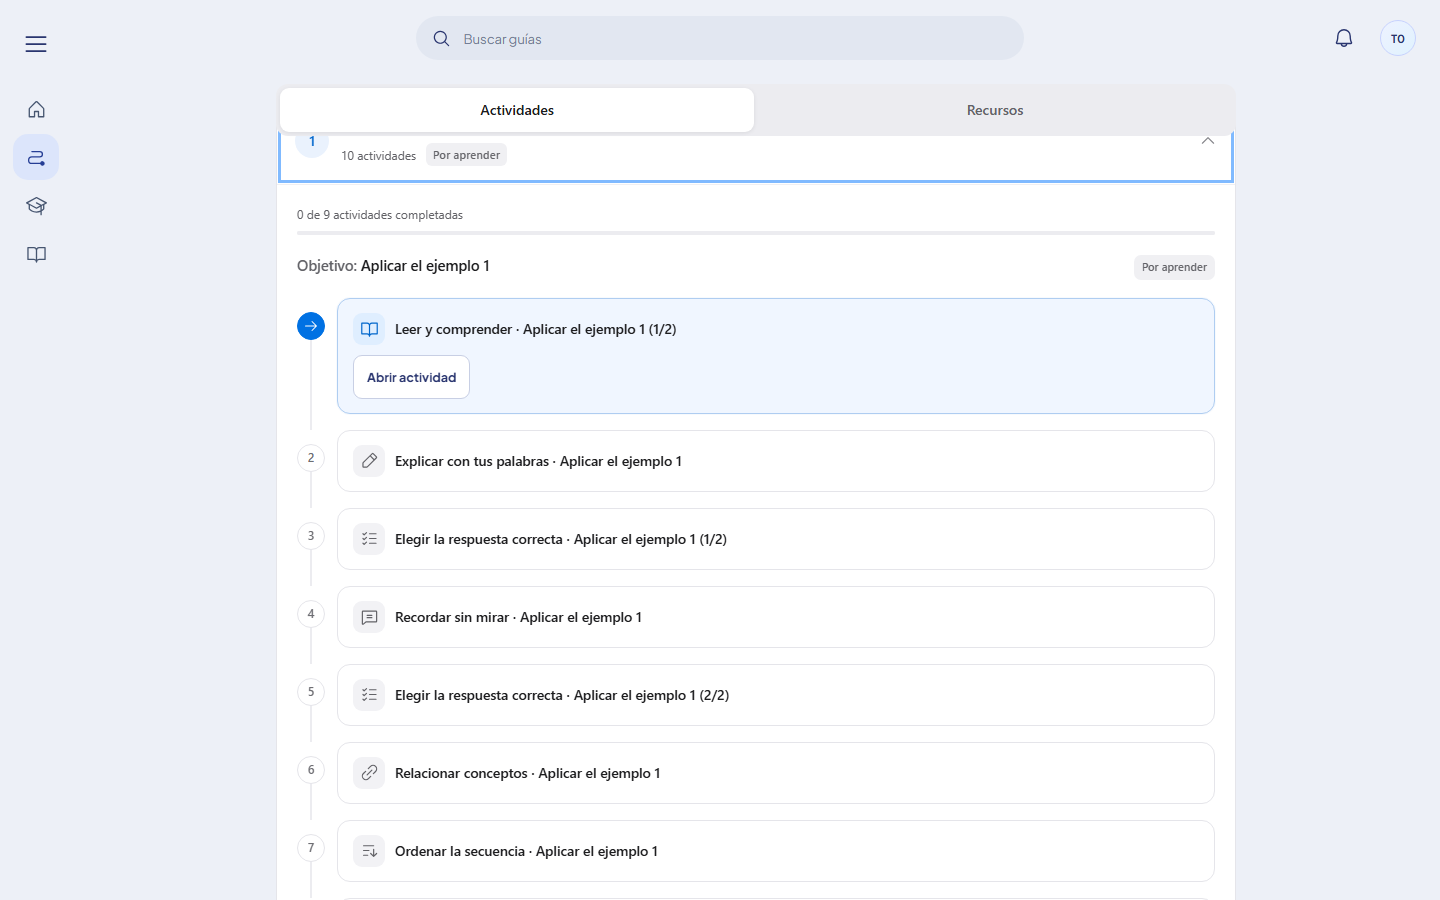 Buscar guías
TO
Actividades
Recursos
1
10 actividades
Por aprender
0 de 9 actividades completadas
Objetivo: Aplicar el ejemplo 1
Por aprender
Leer y comprender · Aplicar el ejemplo 1 (1/2)
Abrir actividad
2
Explicar con tus palabras · Aplicar el ejemplo 1
3
Elegir la respuesta correcta · Aplicar el ejemplo 1 (1/2)
4
Recordar sin mirar · Aplicar el ejemplo 1
5
Elegir la respuesta correcta · Aplicar el ejemplo 1 (2/2)
6
Relacionar conceptos · Aplicar el ejemplo 1
7
Ordenar la secuencia · Aplicar el ejemplo 1